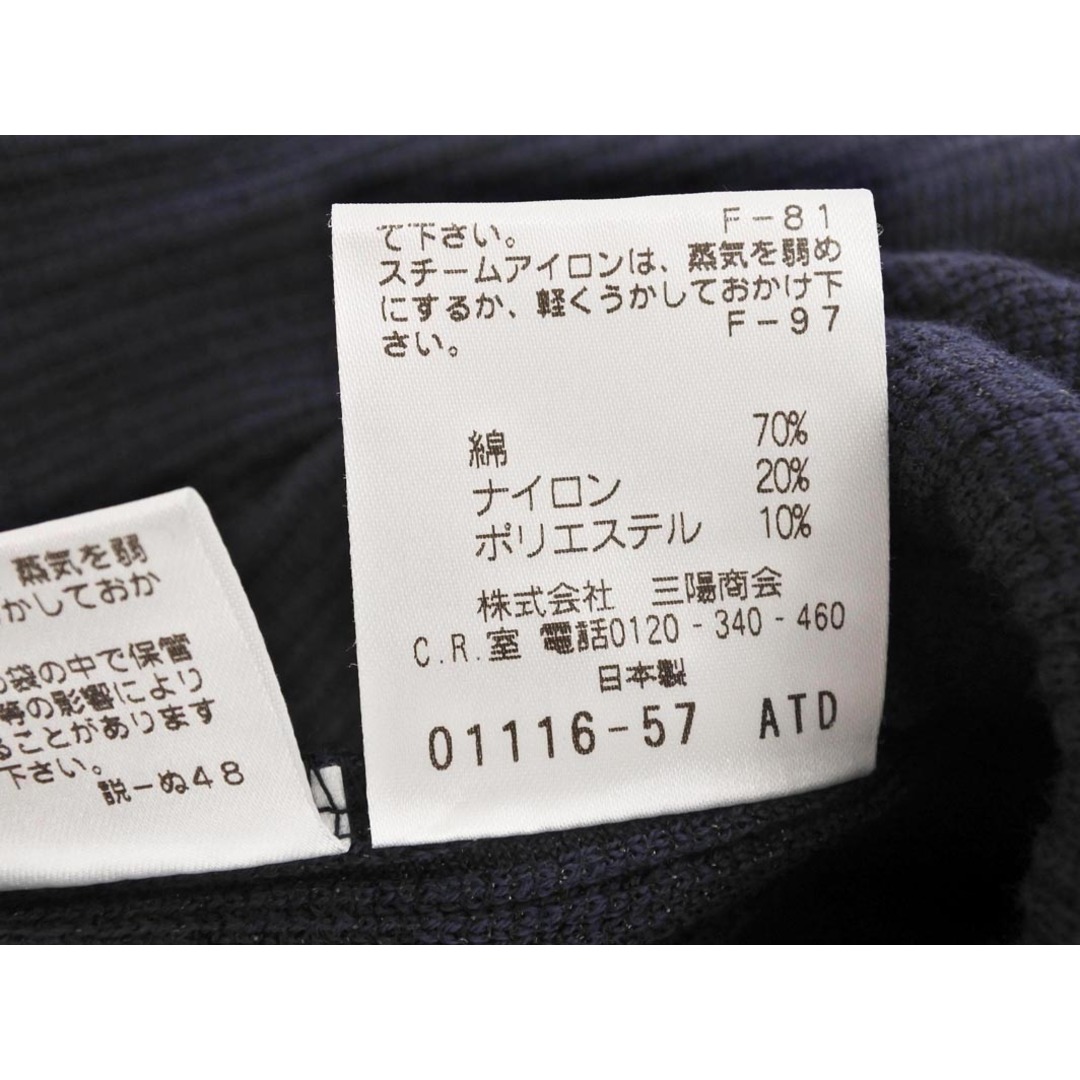 て下さい。 F-81
スチームアイロンは、蒸気を弱め
にするか、軽くうかしておかけ下
さい。 F-97
綿 70%
ナイロン 20%
ポリエステル 10%
株式会社 三陽商会
C.R.室 電話0120-340-460
日本製
01116-57 ATD
蒸気を弱
かしておか
袋の中で保管
等の影響により
ることがあります
下さい。
説-ぬ48